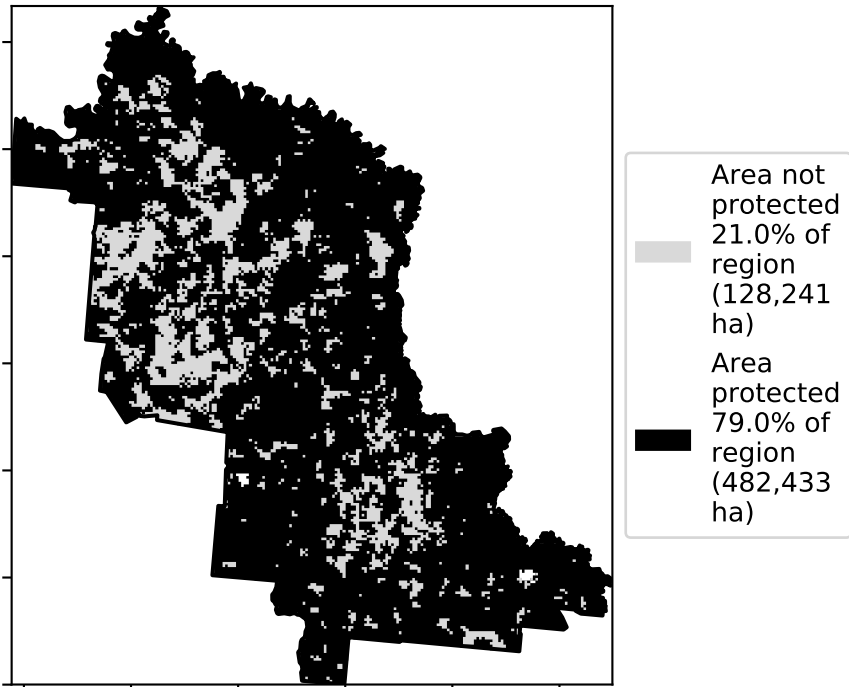 Area not
protected
21.0% of
region
(128,241
ha)
Area
protected
79.0% of
region
(482,433
ha)